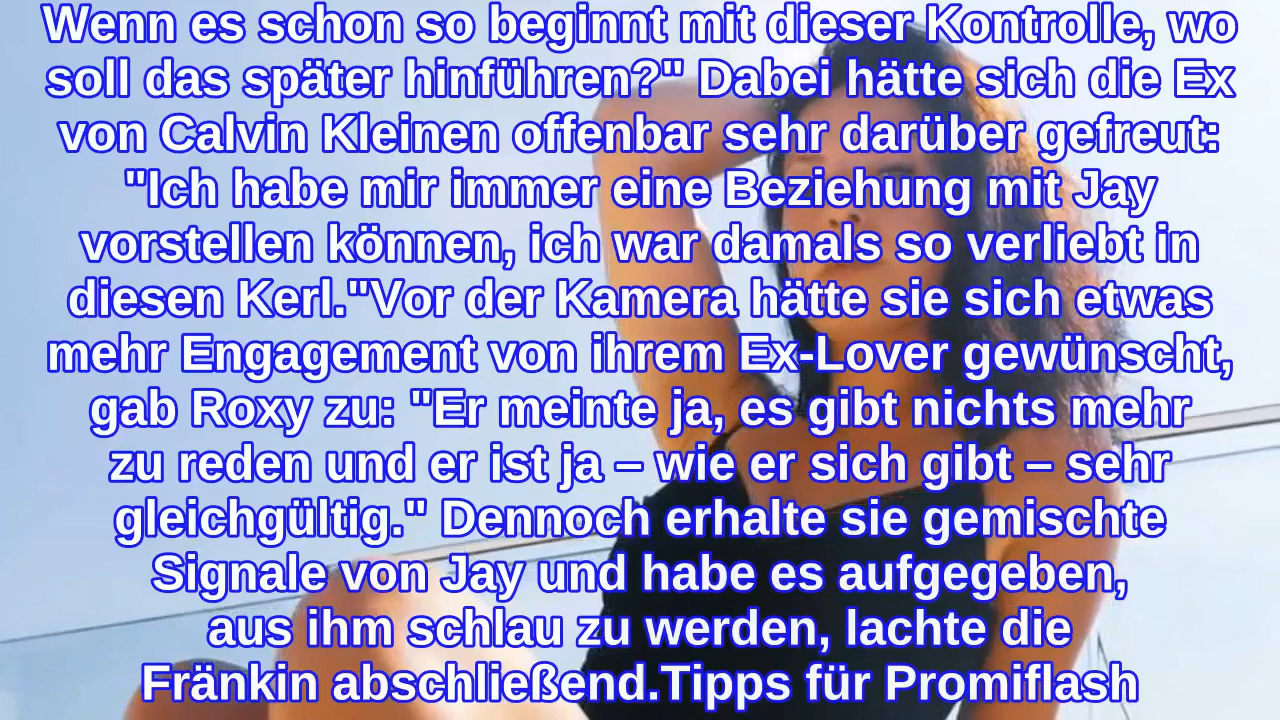 Wenn es schon so beginnt mit dieser Kontrolle, wo
soll das später hinführen?" Dabei hätte sich die Ex
von Calvin Kleinen offenbar sehr darüber gefreut:
"Ich habe mir immer eine Beziehung mit Jay
vorstellen können, ich war damals so verliebt in
diesen Kerl."Vor der Kamera hätte sie sich etwas
mehr Engagement von ihrem Ex-Lover gewünscht,
gab Roxy zu: "Er meinte ja, es gibt nichts mehr
zu reden und er ist ja – wie er sich gibt – sehr
gleichgültig." Dennoch erhalte sie gemischte
Signale von Jay und habe es aufgegeben,
aus ihm schlau zu werden, lachte die
Fränkin abschließend.Tipps für Promiflash